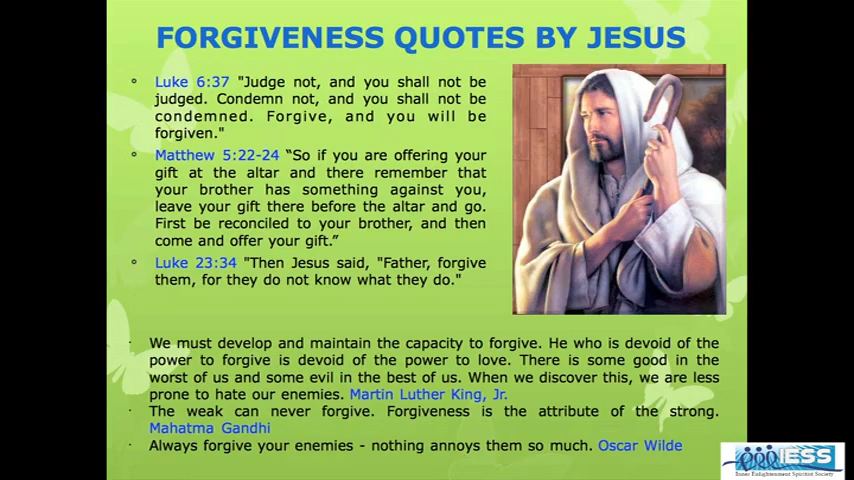 FORGIVENESS QUOTES BY JESUS
Luke 6:37 "Judge not, and you shall not be
judged. Condemn not, and you shall not be
condemned. Forgive, and you will be
forgiven."
Matthew 5:22-24 “So if you are offering your
gift at the altar and there remember that
your brother has something against you,
leave your gift there before the altar and go.
First be reconciled to your brother, and then
come and offer your gift.”
Luke 23:34 "Then Jesus said, "Father, forgive
them, for they do not know what they do."
We must develop and maintain the capacity to forgive. He who is devoid of the
power to forgive is devoid of the power to love. There is some good in the
worst of us and some evil in the best of us. When we discover this, we are less
prone to hate our enemies. Martin Luther King, Jr.
The weak can never forgive. Forgiveness is the attribute of the strong.
Mahatma Gandhi
Always forgive your enemies - nothing annoys them so much. Oscar Wilde
IESS
Inner Enlightenment Spiritist Society